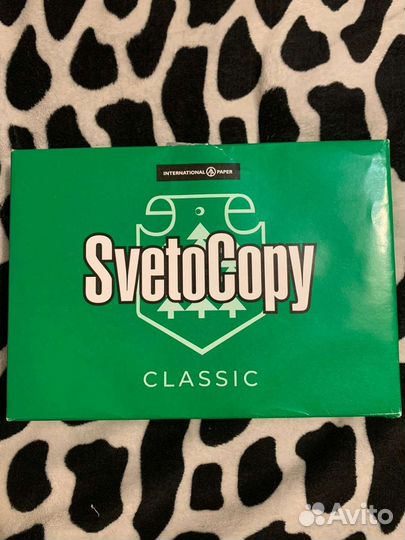 INTERNATIONAL PAPER
SvetoCopy
CLASSIC
Avito